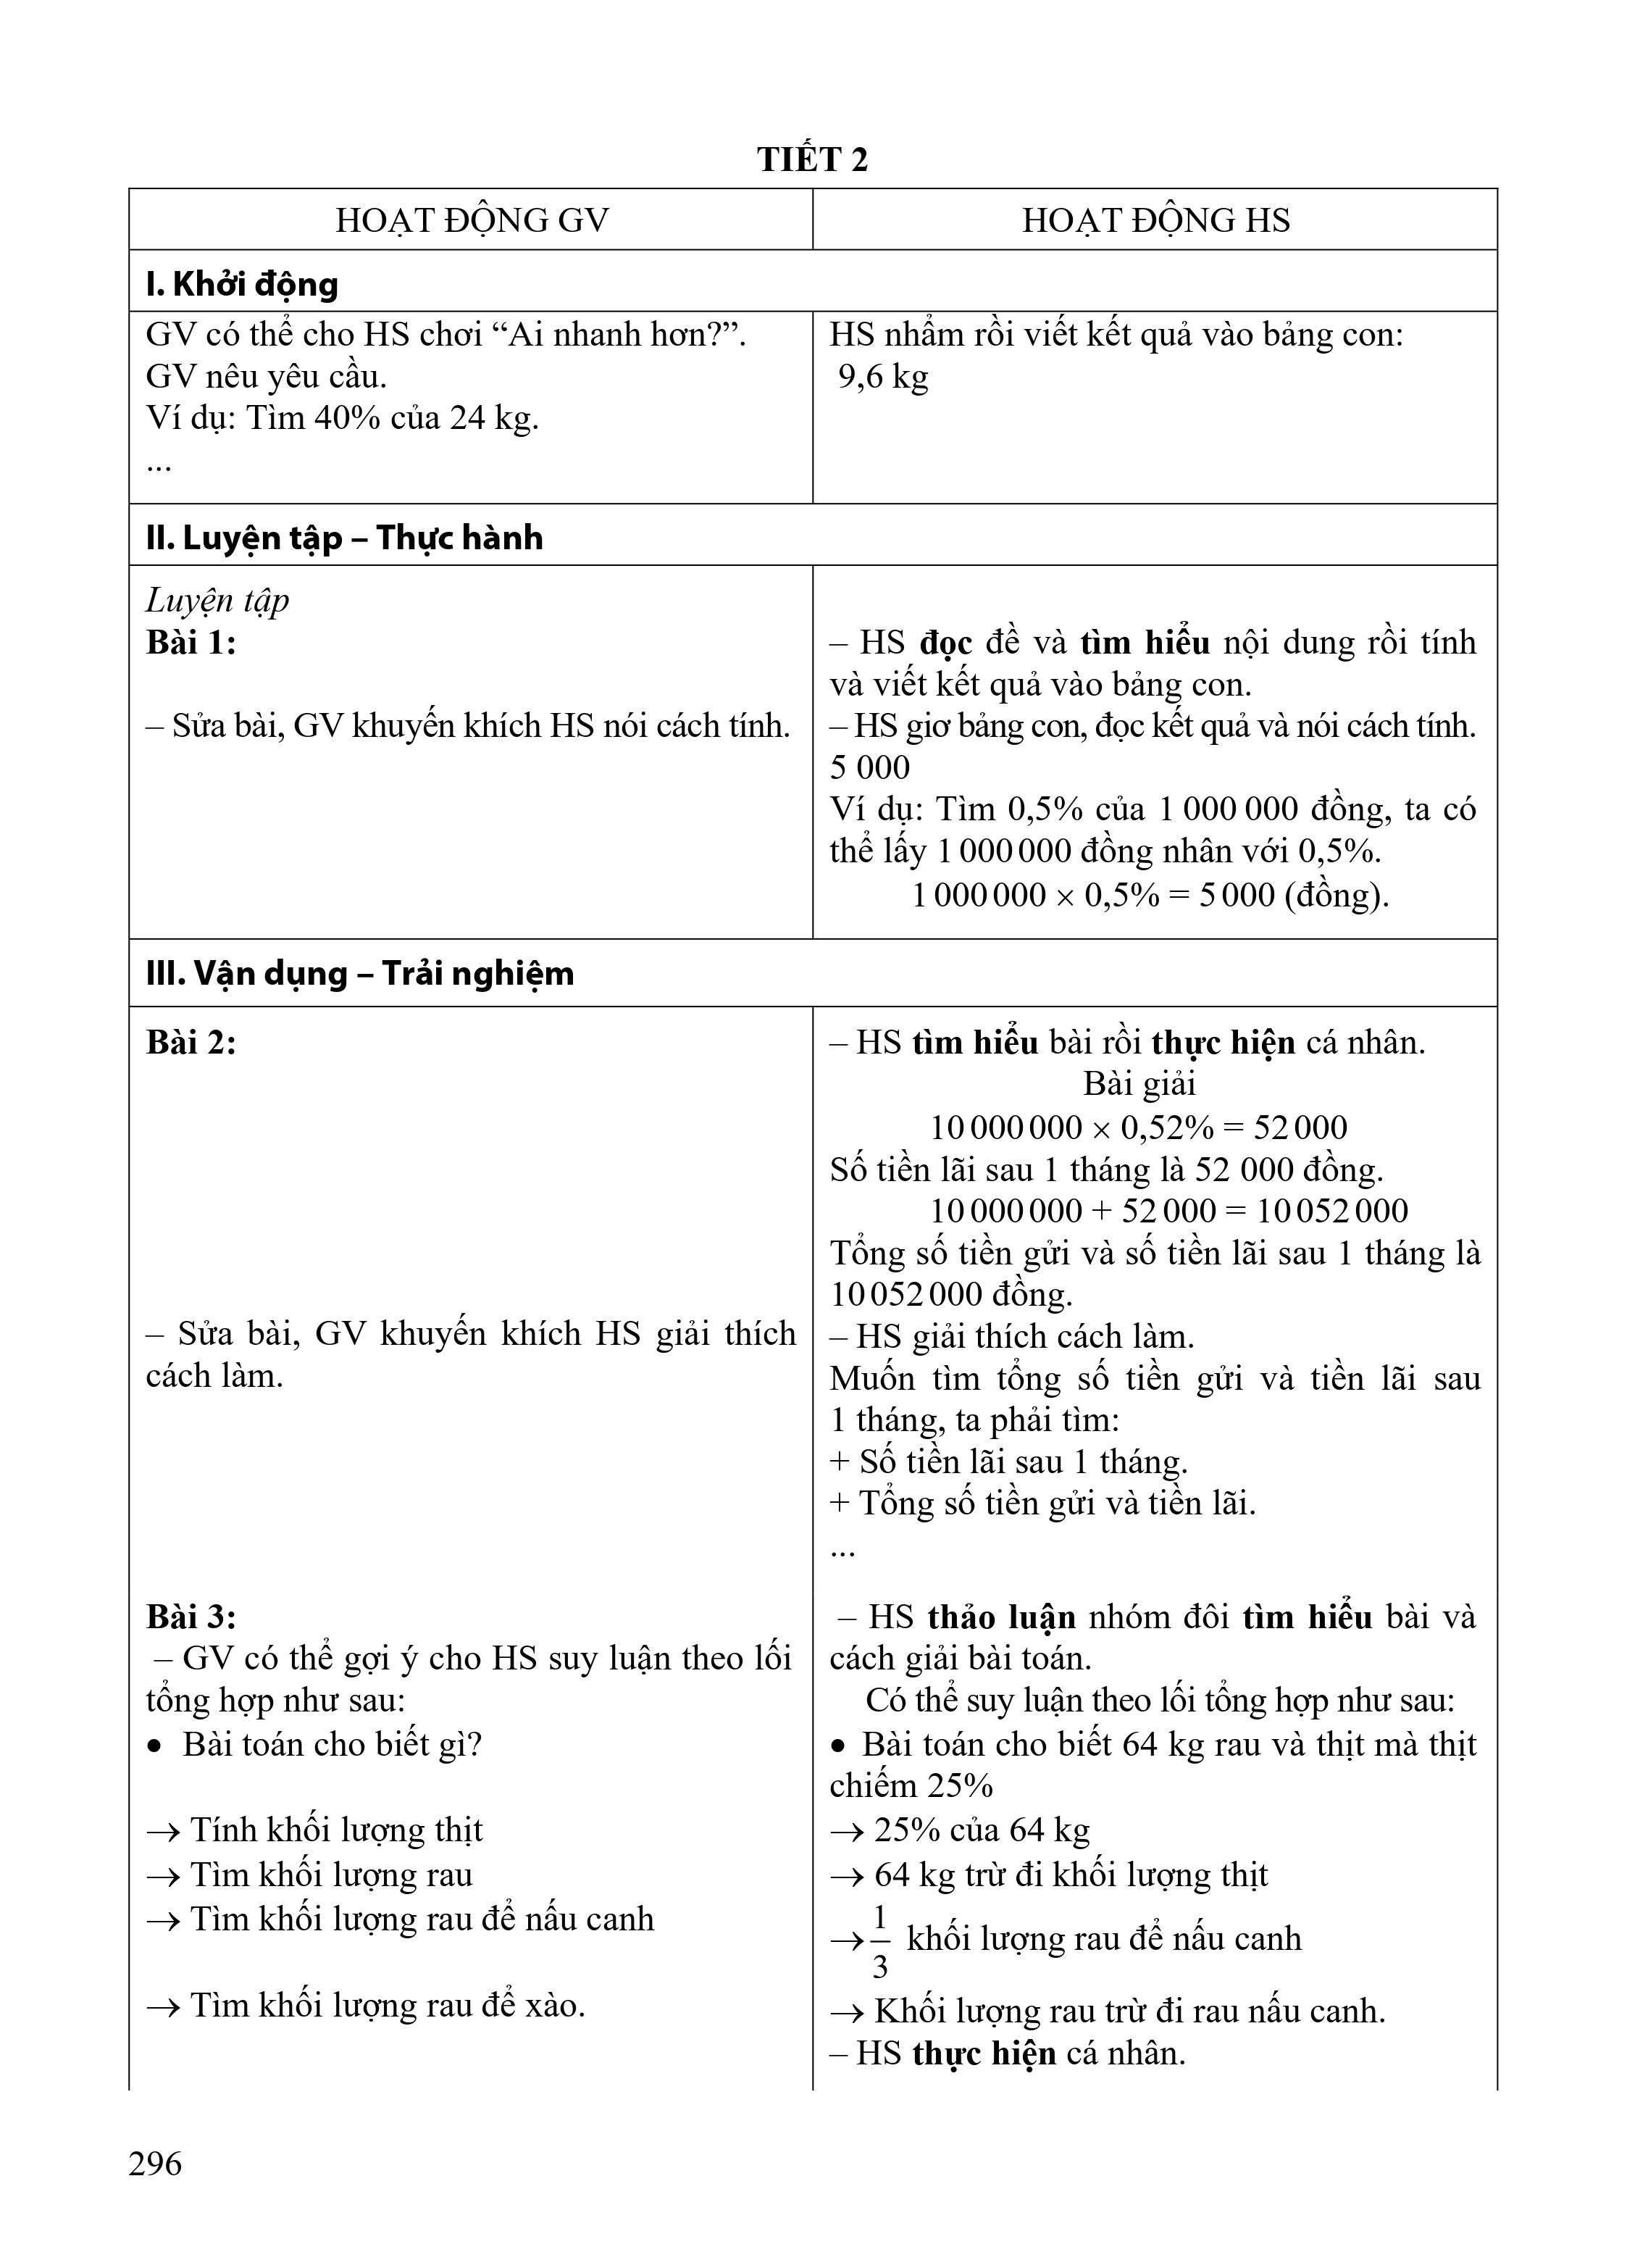 TIẾT 2
HOẠT ĐỘNG GV
HOẠT ĐỘNG HS
I. Khởi động
GV có thể cho HS chơi “Ai nhanh hơn?”.
GV nêu yêu cầu.
Ví dụ: Tìm 40% của 24 kg.
...
HS nhẩm rồi viết kết quả vào bảng con:
9,6 kg
II. Luyện tập – Thực hành
Luyện tập
Bài 1:
– Sửa bài, GV khuyến khích HS nói cách tính.
– HS đọc đề và tìm hiểu nội dung rồi tính
và viết kết quả vào bảng con.
– HS giơ bảng con, đọc kết quả và nói cách tính.
5 000
Ví dụ: Tìm 0,5% của 1 000 000 đồng, ta có
thể lấy 1 000 000 đồng nhân với 0,5%.
1 000 000 × 0,5% = 5 000 (đồng).
III. Vận dụng – Trải nghiệm
Bài 2:
– Sửa bài, GV khuyến khích HS giải thích
cách làm.
– HS tìm hiểu bài rồi thực hiện cá nhân.
Bài giải
10 000 000 × 0,52% = 52 000
Số tiền lãi sau 1 tháng là 52 000 đồng.
10 000 000 + 52 000 = 10 052 000
Tổng số tiền gửi và số tiền lãi sau 1 tháng là
10 052 000 đồng.
– HS giải thích cách làm.
Muốn tìm tổng số tiền gửi và tiền lãi sau
1 tháng, ta phải tìm:
+ Số tiền lãi sau 1 tháng.
+ Tổng số tiền gửi và tiền lãi.
...
Bài 3:
– GV có thể gợi ý cho HS suy luận theo lối
tổng hợp như sau:
• Bài toán cho biết gì?
→ Tính khối lượng thịt
→ Tìm khối lượng rau
→ Tìm khối lượng rau để nấu canh
→ Tìm khối lượng rau để xào.
– HS thảo luận nhóm đôi tìm hiểu bài và
cách giải bài toán.
Có thể suy luận theo lối tổng hợp như sau:
• Bài toán cho biết 64 kg rau và thịt mà thịt
chiếm 25%
→ 25% của 64 kg
→ 64 kg trừ đi khối lượng thịt
→ 1/3 khối lượng rau để nấu canh
→ Khối lượng rau trừ đi rau nấu canh.
– HS thực hiện cá nhân.
296